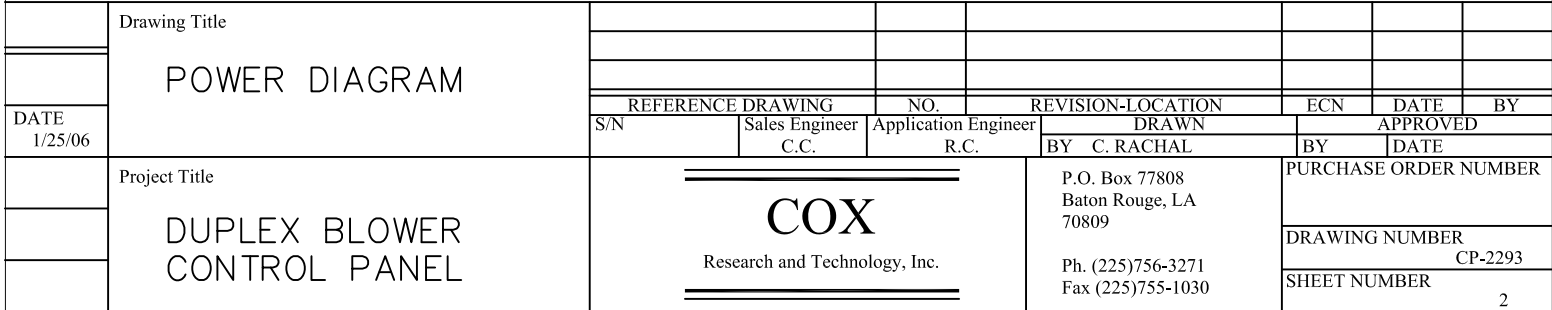 Drawing Title
POWER DIAGRAM
DATE
1/25/06
REFERENCE DRAWING NO. REVISION-LOCATION ECN DATE BY
S/N Sales Engineer Application Engineer DRAWN APPROVED
C.C. R.C. BY C. RACHAL BY DATE
Project Title
DUPLEX BLOWER
CONTROL PANEL
COX
Research and Technology, Inc.
P.O. Box 77808
Baton Rouge, LA
70809
Ph. (225)756-3271
Fax (225)755-1030
PURCHASE ORDER NUMBER
DRAWING NUMBER
CP-2293
SHEET NUMBER
2